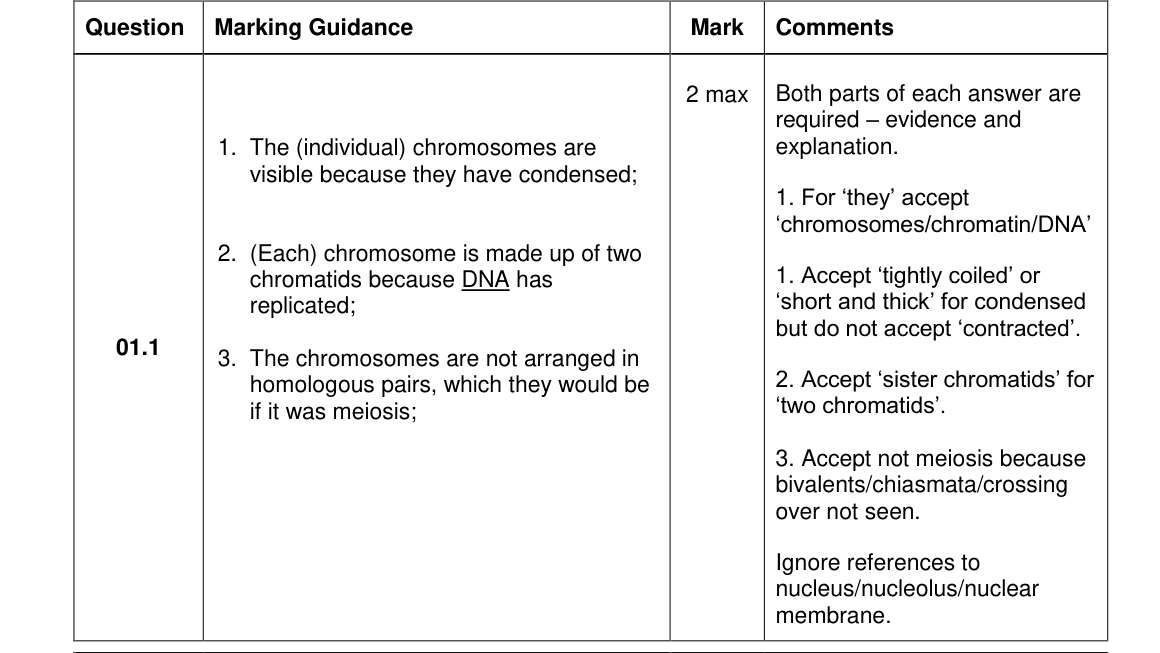 Question Marking Guidance Mark Comments
01.1
1. The (individual) chromosomes are
visible because they have condensed;
2. (Each) chromosome is made up of two
chromatids because DNA has
replicated;
3. The chromosomes are not arranged in
homologous pairs, which they would be
if it was meiosis;
2 max
Both parts of each answer are
required – evidence and
explanation.
1. For ‘they’ accept
‘chromosomes/chromatin/DNA’
1. Accept ‘tightly coiled’ or
‘short and thick’ for condensed
but do not accept ‘contracted’.
2. Accept ‘sister chromatids’ for
‘two chromatids’.
3. Accept not meiosis because
bivalents/chiasmata/crossing
over not seen.
Ignore references to
nucleus/nucleolus/nuclear
membrane.